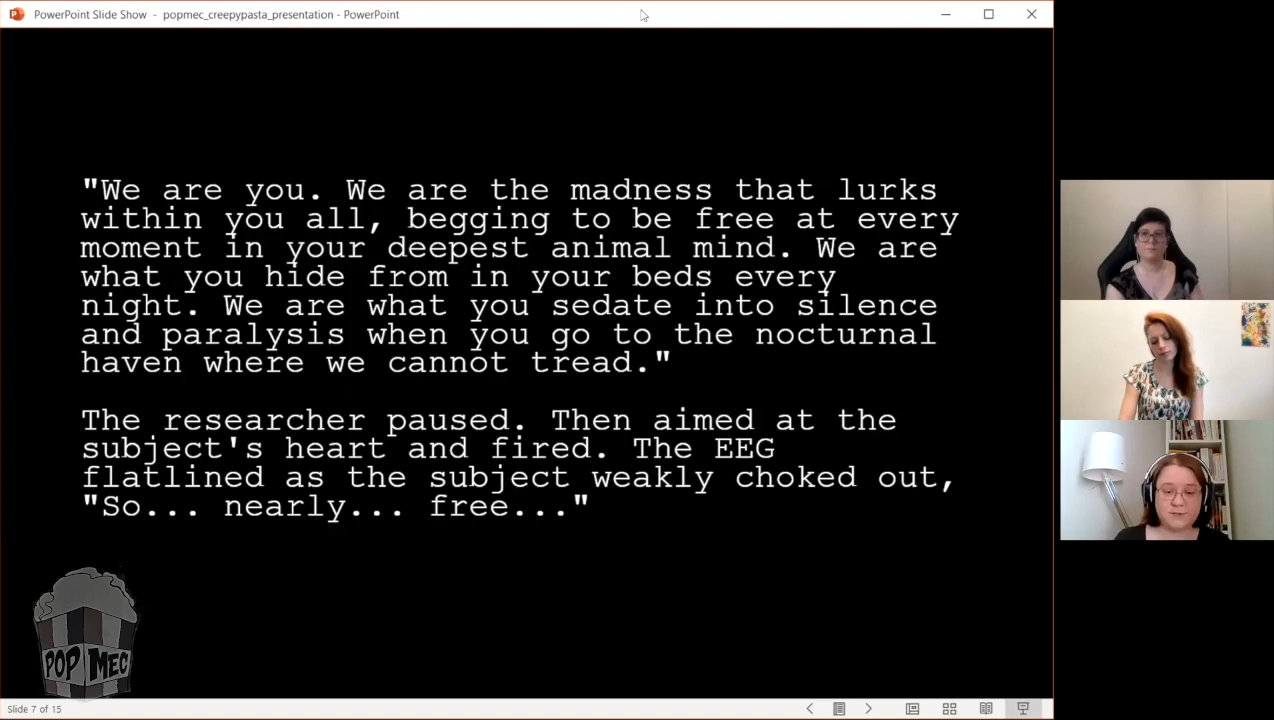 PowerPoint Slide Show - popmec_creepypasta_presentation - PowerPoint
"We are you. We are the madness that lurks
within you all, begging to be free at every
moment in your deepest animal mind. We are
what you hide from in your beds every
night. We are what you sedate into silence
and paralysis when you go to the nocturnal
haven where we cannot tread."
The researcher paused. Then aimed at the
subject's heart and fired. The EEG
flatlined as the subject weakly choked out,
"So... nearly... free..."
POP MEC
Slide 7 of 15